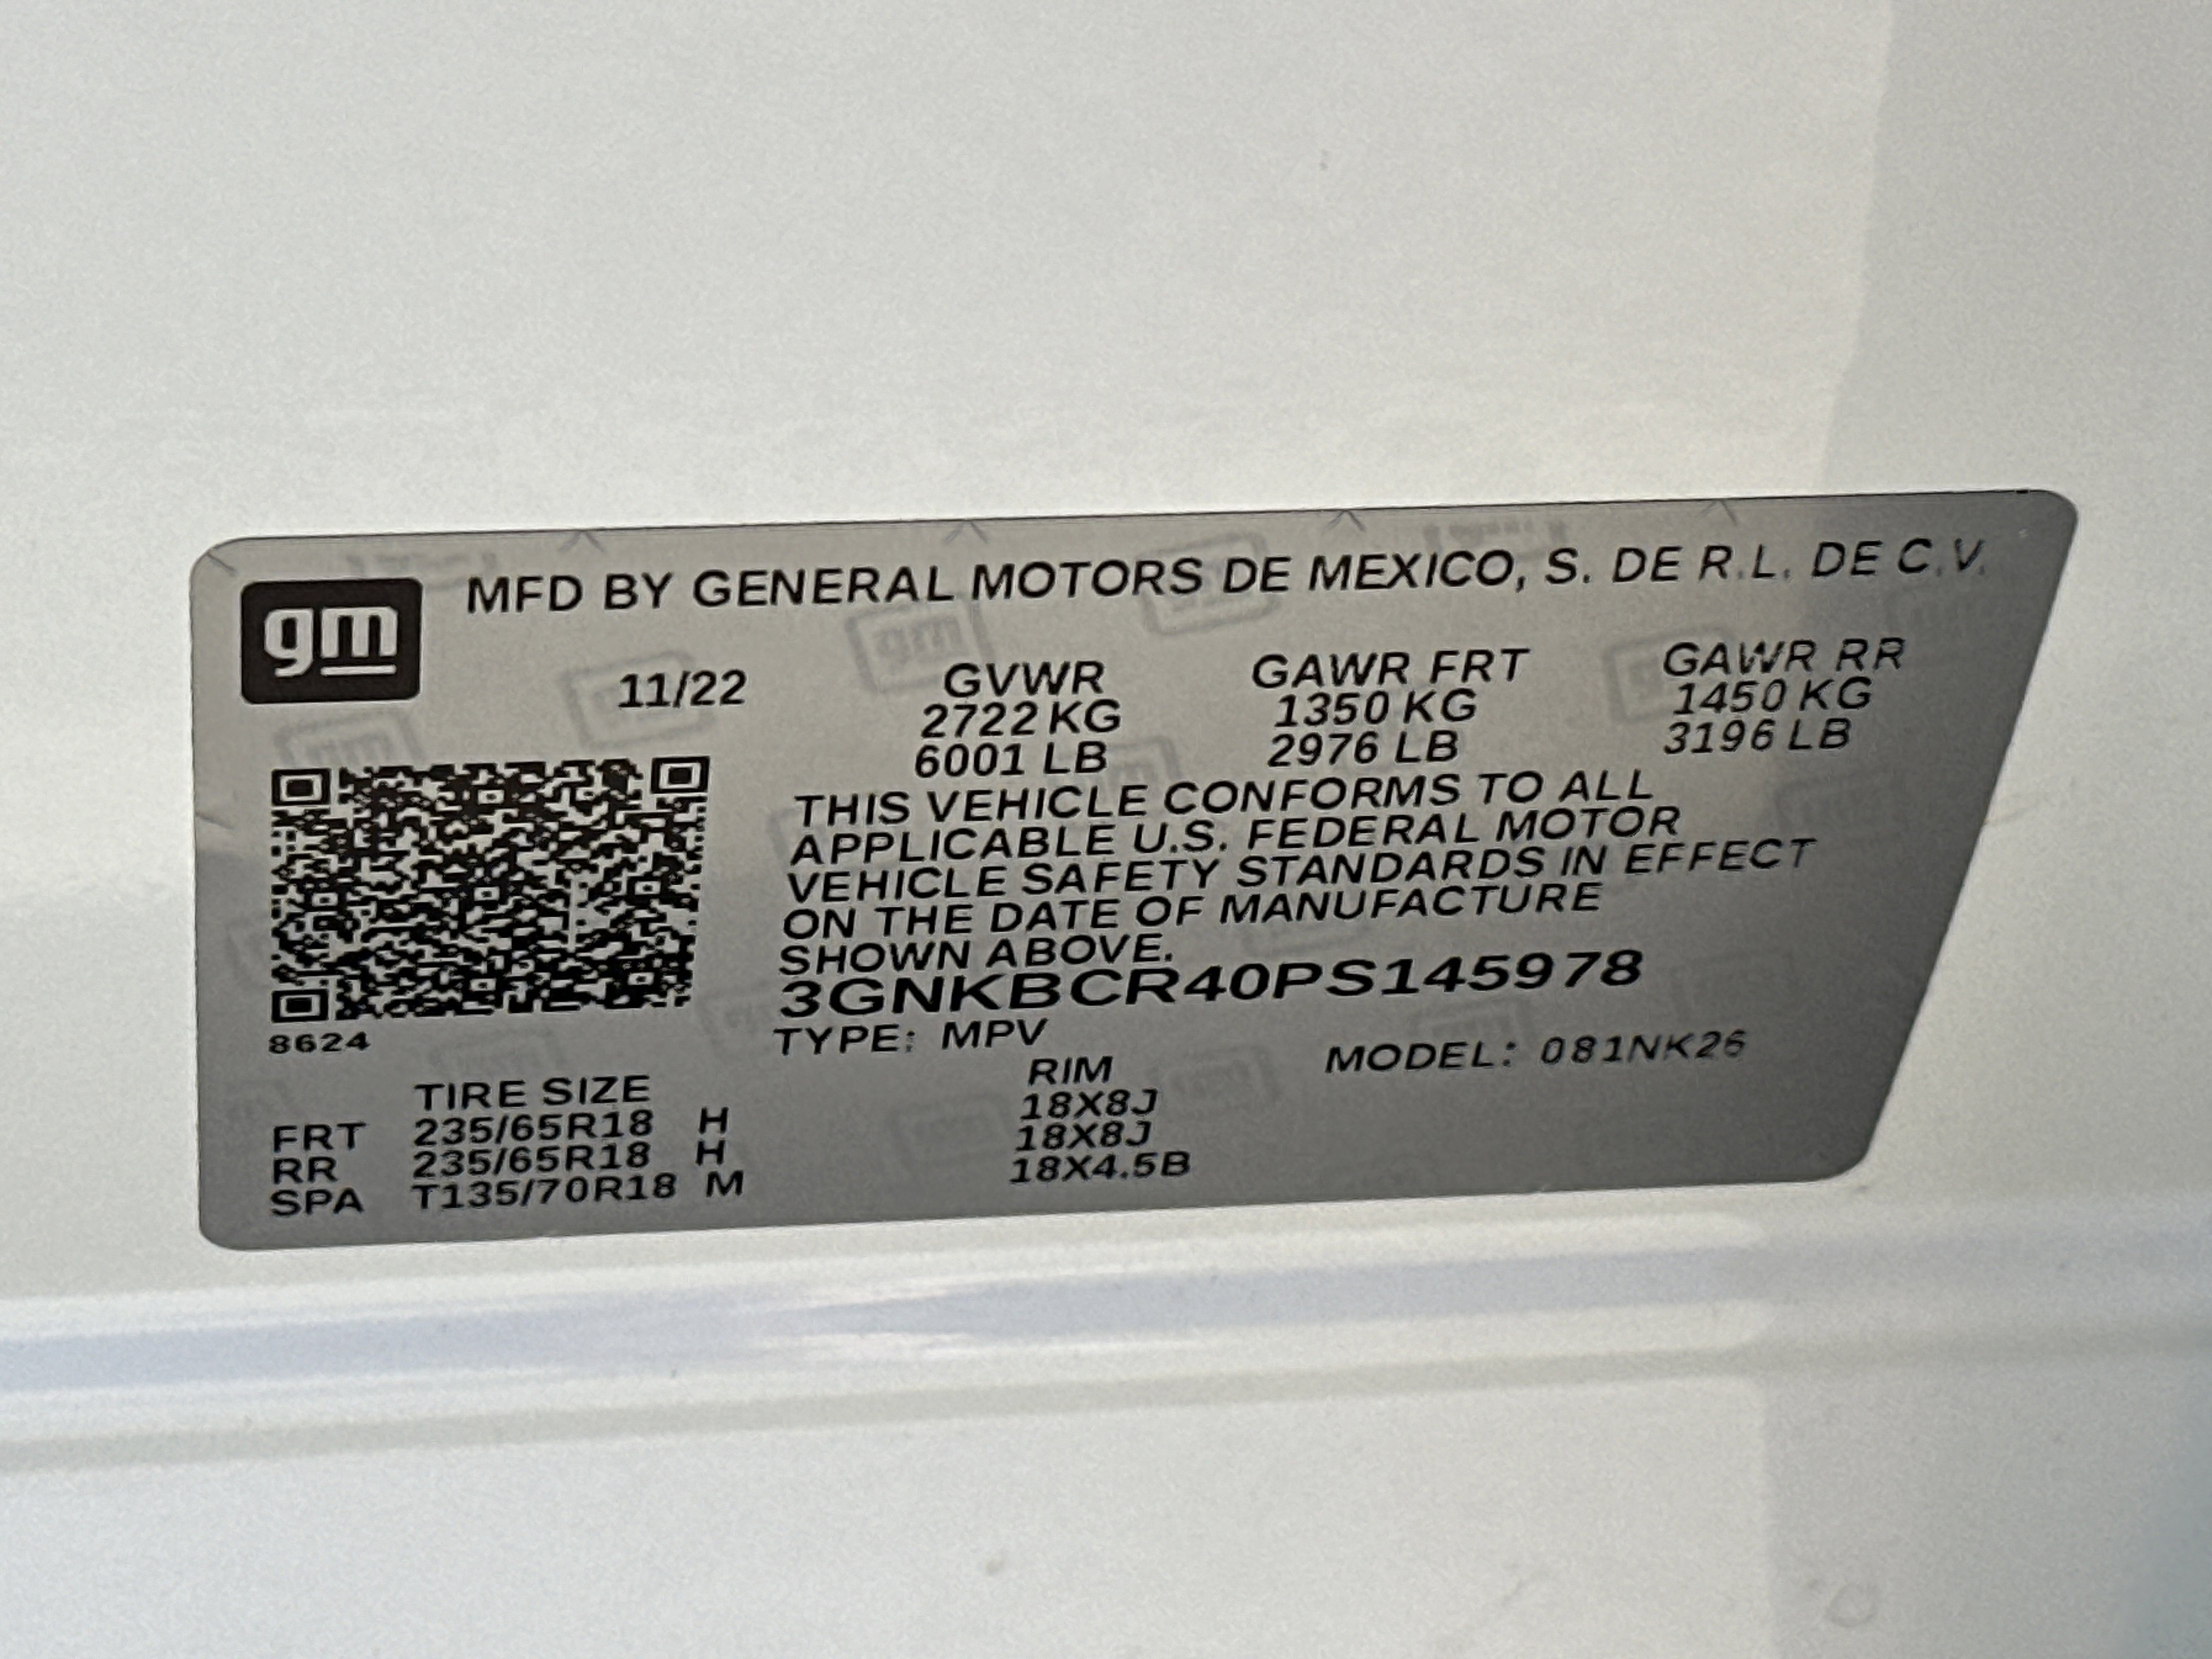 gm MFD BY GENERAL MOTORS DE MEXICO, S. DE R.L. DE C.V.
11/22 GVWR GAWR FRT GAWR RR
2722 KG 1350 KG 1450 KG
6001 LB 2976 LB 3196 LB
THIS VEHICLE CONFORMS TO ALL
APPLICABLE U.S. FEDERAL MOTOR
VEHICLE SAFETY STANDARDS IN EFFECT
ON THE DATE OF MANUFACTURE
SHOWN ABOVE.
3GNKBCR40PS145978
8624
TYPE: MPV MODEL: 081NK26
TIRE SIZE RIM
FRT 235/65R18 H 18X8J
RR 235/65R18 H 18X8J
SPA T135/70R18 M 18X4.5B